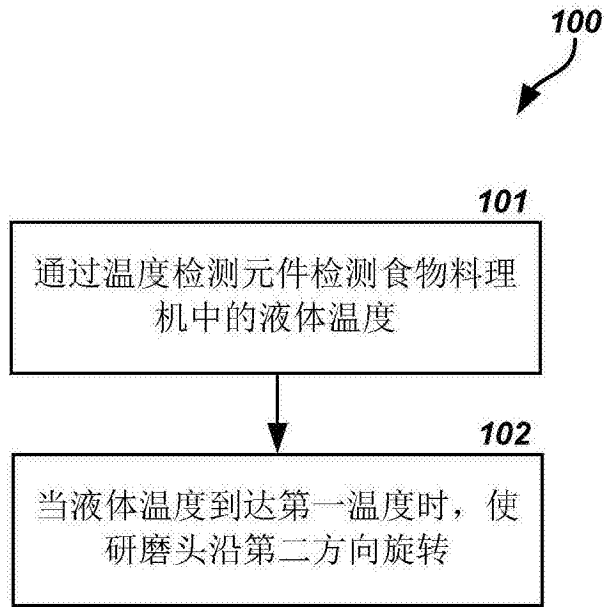 100
101
通过温度检测元件检测食物料理
机中的液体温度
102
当液体温度到达第一温度时，使
研磨头沿第二方向旋转